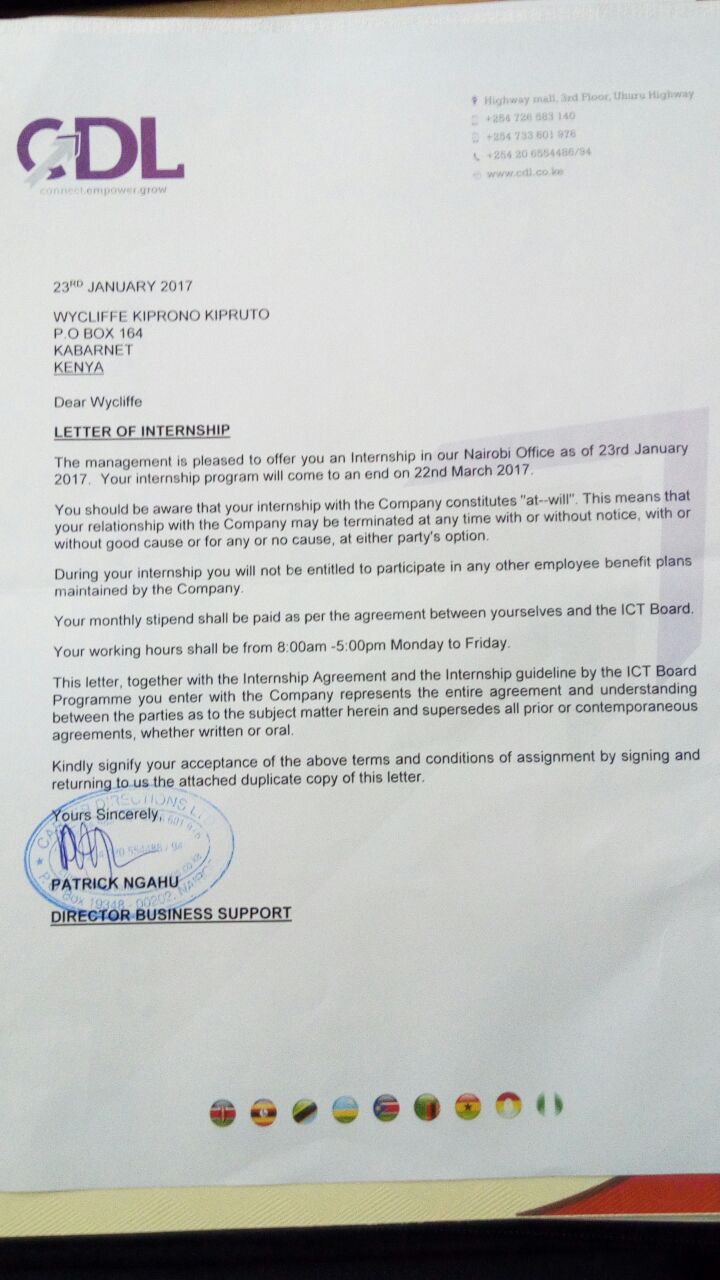 CDL
connect.empower.grow
Highway mall, 3rd Floor, Uhuru Highway
+254 726 583 140
+254 733 601 976
+254 20 6554486/94
www.cdl.co.ke
23RD JANUARY 2017
WYCLIFFE KIPRONO KIPRUTO
P.O BOX 164
KABARNET
KENYA
Dear Wycliffe
LETTER OF INTERNSHIP
The management is pleased to offer you an Internship in our Nairobi Office as of 23rd January
2017. Your internship program will come to an end on 22nd March 2017.
You should be aware that your internship with the Company constitutes "at--will". This means that
your relationship with the Company may be terminated at any time with or without notice, with or
without good cause or for any or no cause, at either party's option.
During your internship you will not be entitled to participate in any other employee benefit plans
maintained by the Company.
Your monthly stipend shall be paid as per the agreement between yourselves and the ICT Board.
Your working hours shall be from 8:00am -5:00pm Monday to Friday.
This letter, together with the Internship Agreement and the Internship guideline by the ICT Board
Programme you enter with the Company represents the entire agreement and understanding
between the parties as to the subject matter herein and supersedes all prior or contemporaneous
agreements, whether written or oral.
Kindly signify your acceptance of the above terms and conditions of assignment by signing and
returning to us the attached duplicate copy of this letter.
Yours Sincerely,
DIRECTIONS LTD
P.O. Box 19348 - 00202, NAIROBI
PATRICK NGAHU
DIRECTOR BUSINESS SUPPORT